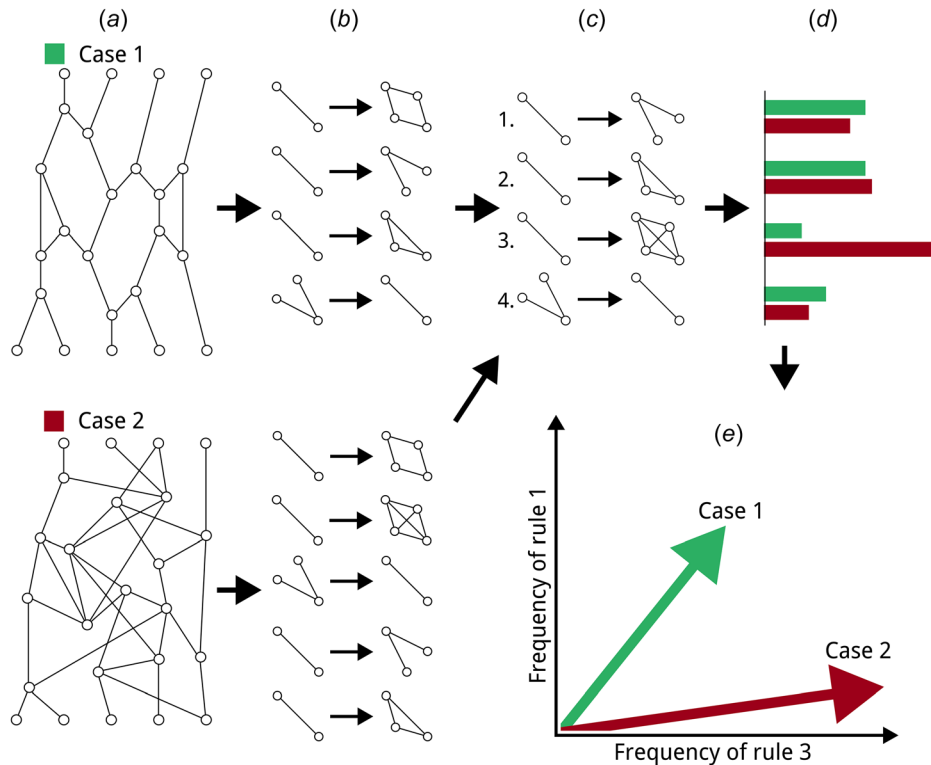 (a)
(b)
(c)
(d)
Case 1
1.
2.
3.
4.
Case 2
(e)
Frequency of rule 1
Case 1
Case 2
Frequency of rule 3